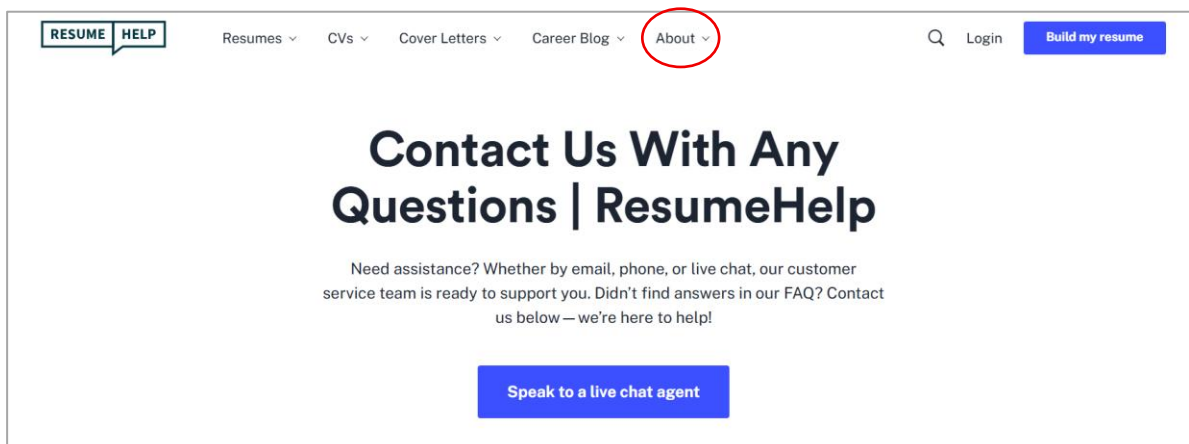 RESUME HELP
Resumes CVs Cover Letters Career Blog About Login Build my resume
Contact Us With Any
Questions | ResumeHelp
Need assistance? Whether by email, phone, or live chat, our customer
service team is ready to support you. Didn’t find answers in our FAQ? Contact
us below—we’re here to help!
Speak to a live chat agent